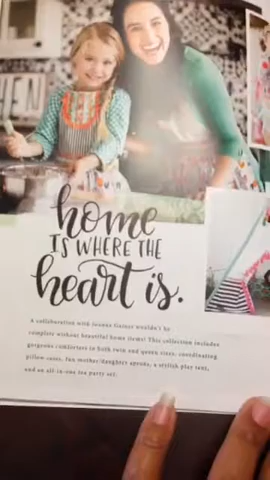 home
IS WHERE THE
heart is.
A collaboration with Joanna Gaines wouldn't be
complete without beautiful home items! This collection includes
gorgeous comforters in both twin and queen sizes, coordinating
pillow cases, fun mother/daughter aprons, a stylish play tent,
and an all-in-one tea party set.